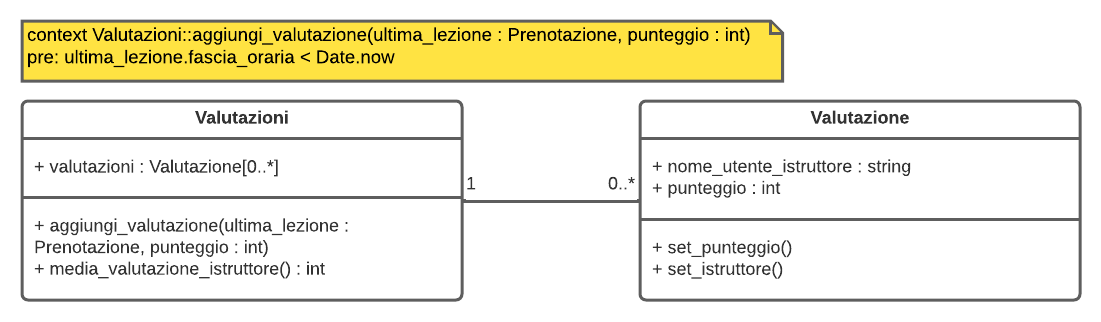 context Valutazioni::aggiungi_valutazione(ultima_lezione : Prenotazione, punteggio : int)
pre: ultima_lezione.fascia_oraria < Date.now
Valutazioni
+ valutazioni : Valutazione[0..*]
+ aggiungi_valutazione(ultima_lezione :
Prenotazione, punteggio : int)
+ media_valutazione_istruttore() : int
1
0..*
Valutazione
+ nome_utente_istruttore : string
+ punteggio : int
+ set_punteggio()
+ set_istruttore()